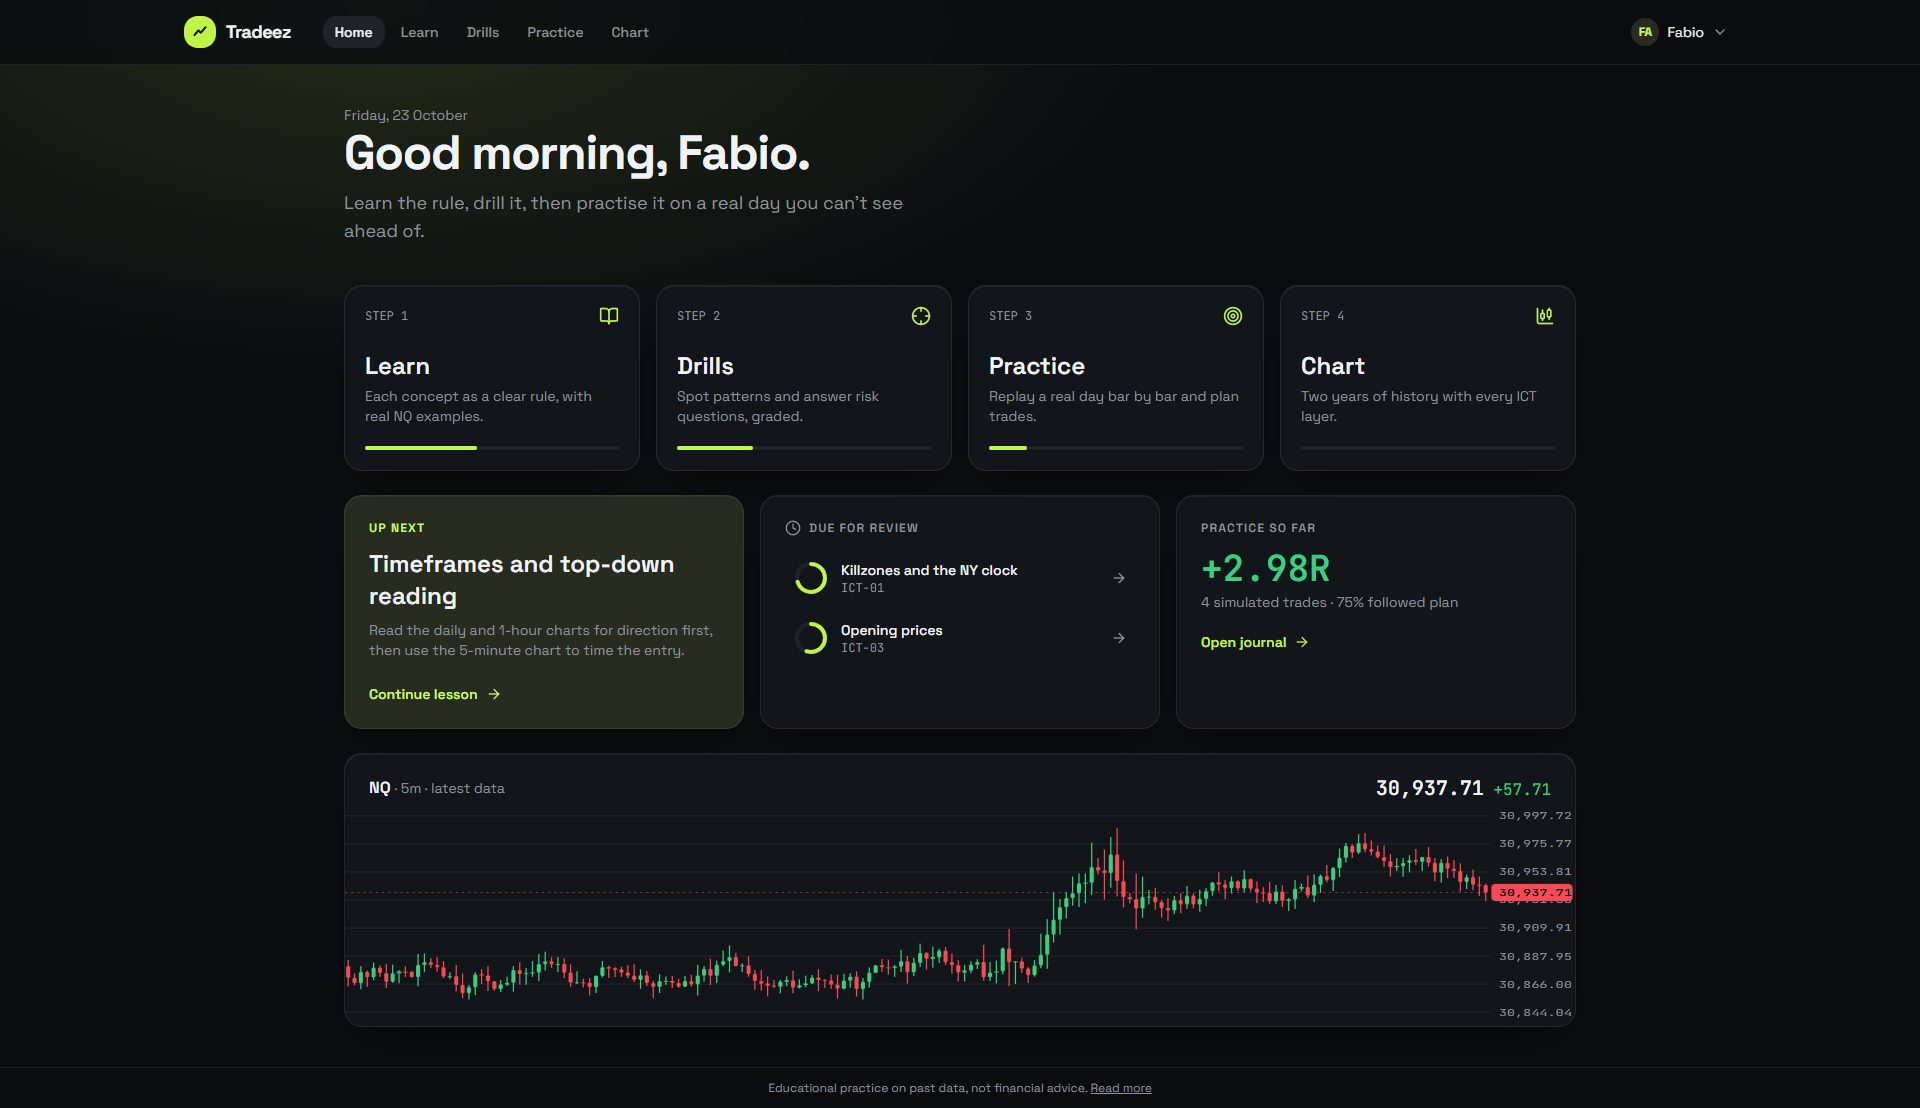 Tradeez
Home
Learn
Drills
Practice
Chart
FA
Fabio
Friday, 23 October
Good morning, Fabio.
Learn the rule, drill it, then practise it on a real day you can't see
ahead of.
STEP 1
Learn
Each concept as a clear rule, with
real NQ examples.
STEP 2
Drills
Spot patterns and answer risk
questions, graded.
STEP 3
Practice
Replay a real day bar by bar and plan
trades.
STEP 4
Chart
Two years of history with every ICT
layer.
UP NEXT
Timeframes and top-down
reading
Read the daily and 1-hour charts for direction first,
then use the 5-minute chart to time the entry.
Continue lesson
DUE FOR REVIEW
Killzones and the NY clock
ICT-01
Opening prices
ICT-03
PRACTICE SO FAR
+2.98R
4 simulated trades · 75% followed plan
Open journal
NQ · 5m · latest data
30,937.71 +57.71
30,997.72
30,975.77
30,953.81
30,937.71
30,909.91
30,887.95
30,866.00
30,844.04
Educational practice on past data, not financial advice. Read more